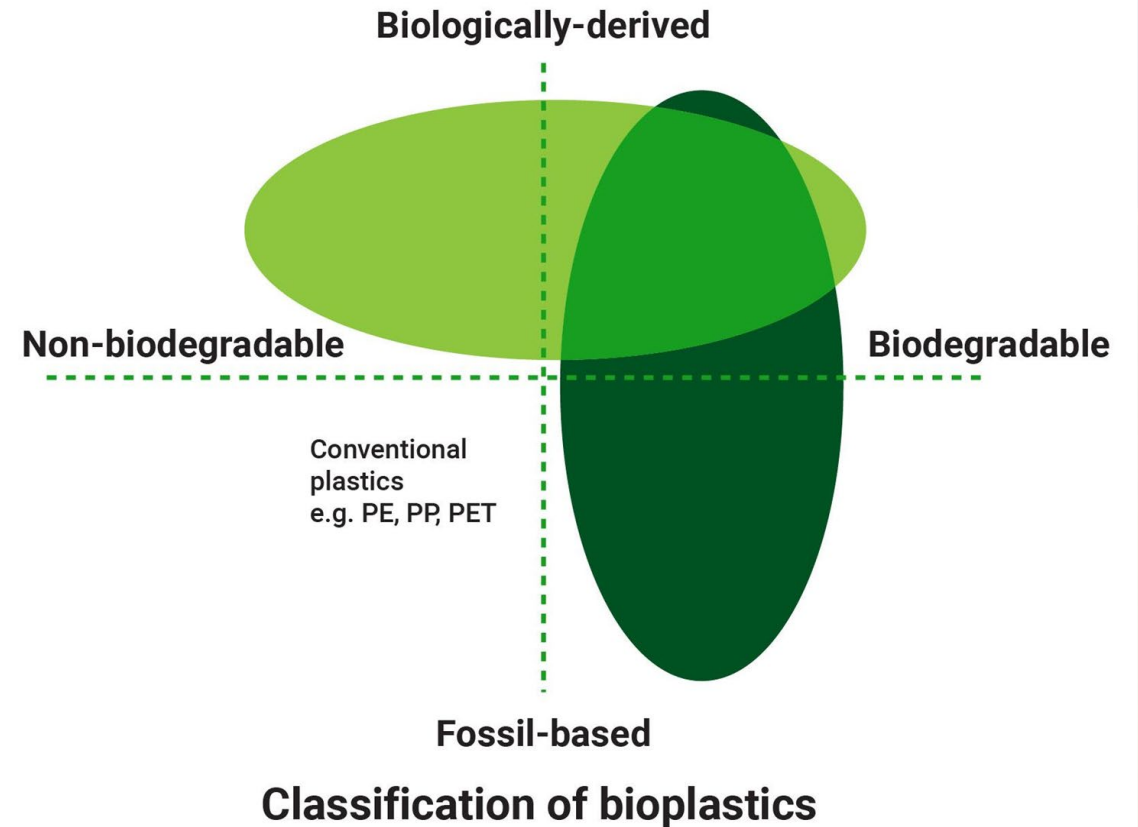 Biologically-derived
Non-biodegradable
Biodegradable
Conventional
plastics
e.g. PE, PP, PET
Fossil-based
Classification of bioplastics